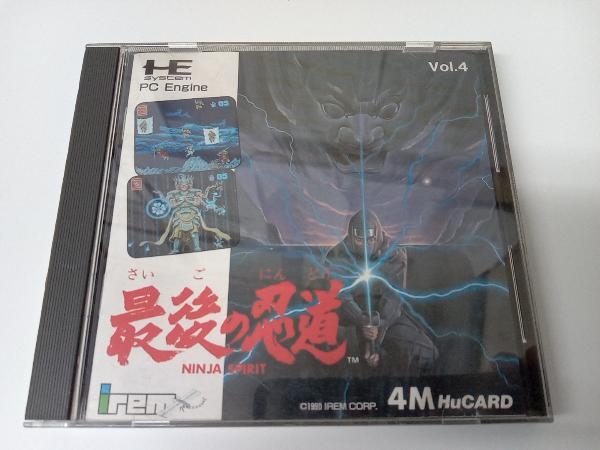 HE
system
PC Engine
Vol.4
さいご にんどう
最後の忍道
NINJA SPIRIT
TM
irem
©1990 IREM CORP.
4M HuCARD